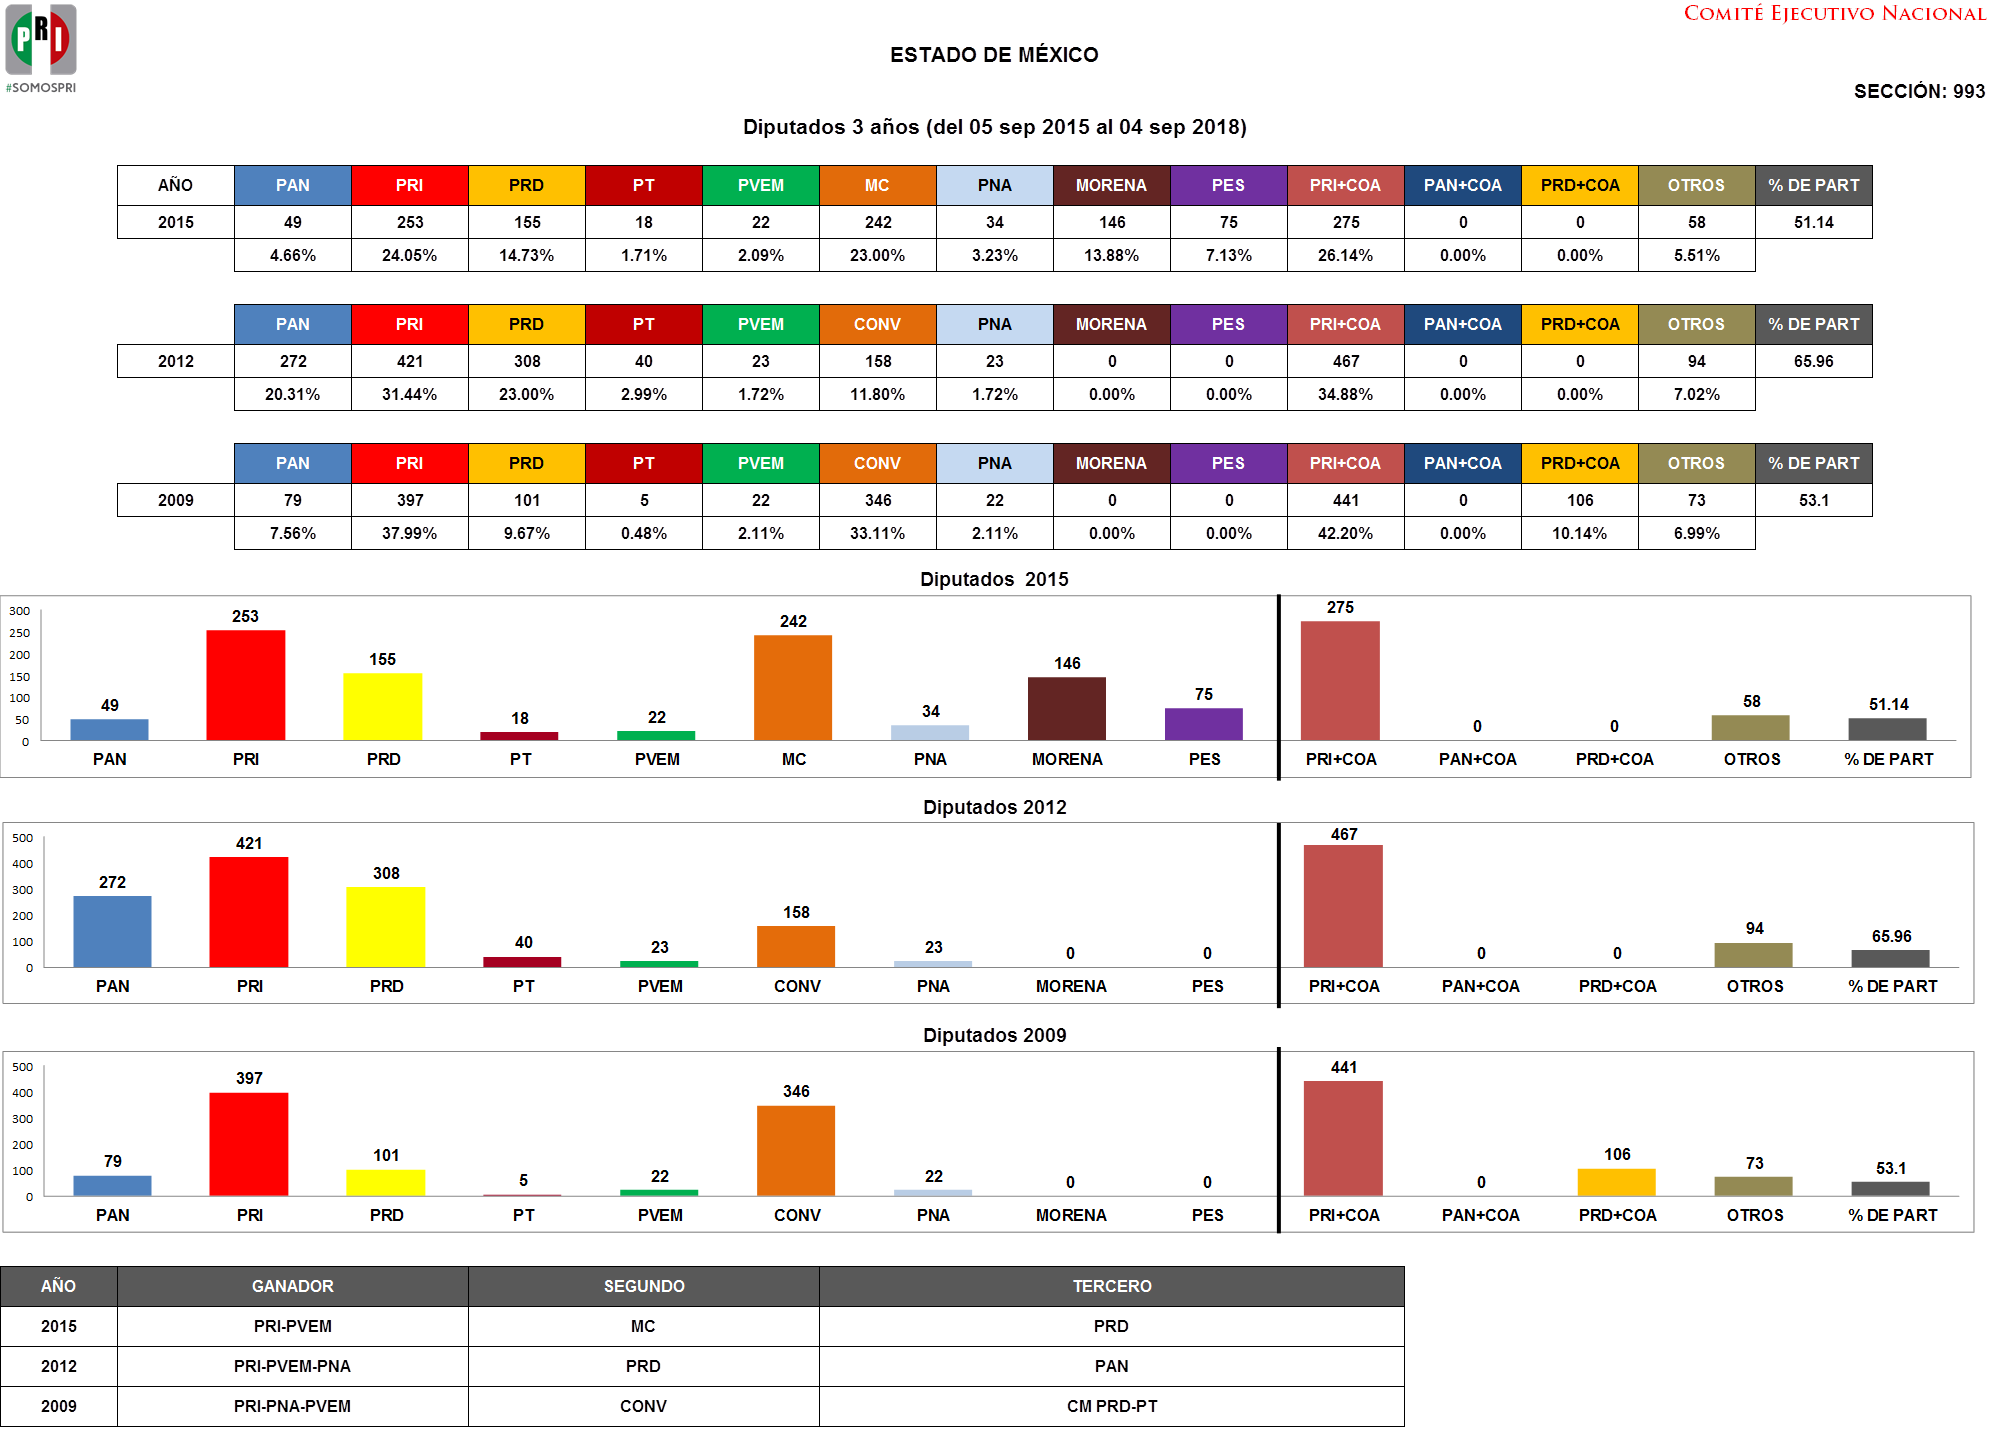 PRI
#SOMOSPRI
COMITÉ EJECUTIVO NACIONAL
ESTADO DE MÉXICO
SECCIÓN: 993
Diputados 3 años (del 05 sep 2015 al 04 sep 2018)
AÑO PAN PRI PRD PT PVEM MC PNA MORENA PES PRI+COA PAN+COA PRD+COA OTROS % DE PART
2015 49 253 155 18 22 242 34 146 75 275 0 0 58 51.14
4.66% 24.05% 14.73% 1.71% 2.09% 23.00% 3.23% 13.88% 7.13% 26.14% 0.00% 0.00% 5.51%
PAN PRI PRD PT PVEM CONV PNA MORENA PES PRI+COA PAN+COA PRD+COA OTROS % DE PART
2012 272 421 308 40 23 158 23 0 0 467 0 0 94 65.96
20.31% 31.44% 23.00% 2.99% 1.72% 11.80% 1.72% 0.00% 0.00% 34.88% 0.00% 0.00% 7.02%
PAN PRI PRD PT PVEM CONV PNA MORENA PES PRI+COA PAN+COA PRD+COA OTROS % DE PART
2009 79 397 101 5 22 346 22 0 0 441 0 106 73 53.1
7.56% 37.99% 9.67% 0.48% 2.11% 33.11% 2.11% 0.00% 0.00% 42.20% 0.00% 10.14% 6.99%
Diputados 2015
300
250
200
150
100
50
0
49 253 155 18 22 242 34 146 75 275 0 0 58 51.14
PAN PRI PRD PT PVEM MC PNA MORENA PES PRI+COA PAN+COA PRD+COA OTROS % DE PART
Diputados 2012
500
400
300
200
100
0
272 421 308 40 23 158 23 0 0 467 0 0 94 65.96
PAN PRI PRD PT PVEM CONV PNA MORENA PES PRI+COA PAN+COA PRD+COA OTROS % DE PART
Diputados 2009
500
400
300
200
100
0
79 397 101 5 22 346 22 0 0 441 0 106 73 53.1
PAN PRI PRD PT PVEM CONV PNA MORENA PES PRI+COA PAN+COA PRD+COA OTROS % DE PART
AÑO GANADOR SEGUNDO TERCERO
2015 PRI-PVEM MC PRD
2012 PRI-PVEM-PNA PRD PAN
2009 PRI-PNA-PVEM CONV CM PRD-PT